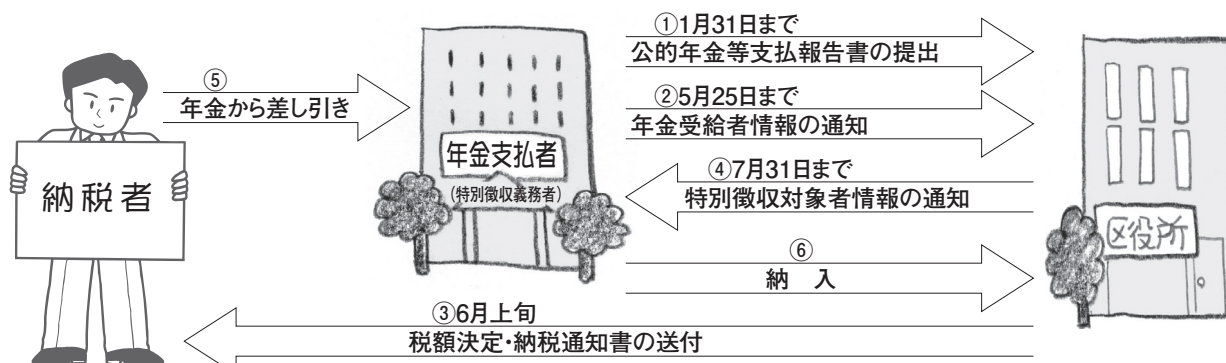 ①1月31日まで
公的年金等支払報告書の提出
⑤
年金から差し引き
②5月25日まで
年金受給者情報の通知
年金支払者
(特別徴収義務者)
④7月31日まで
特別徴収対象者情報の通知
納税者
区役所
⑥
納　入
③6月上旬
税額決定・納税通知書の送付